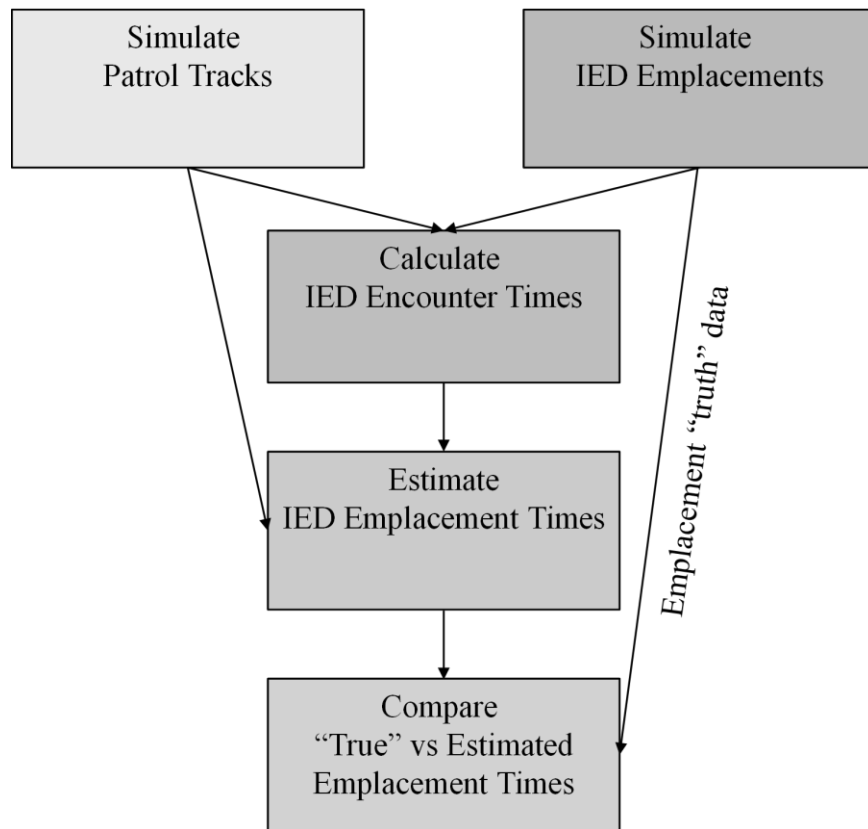 Simulate
Patrol Tracks
Simulate
IED Emplacements
Calculate
IED Encounter Times
Emplacement “truth” data
Estimate
IED Emplacement Times
Compare
“True” vs Estimated
Emplacement Times